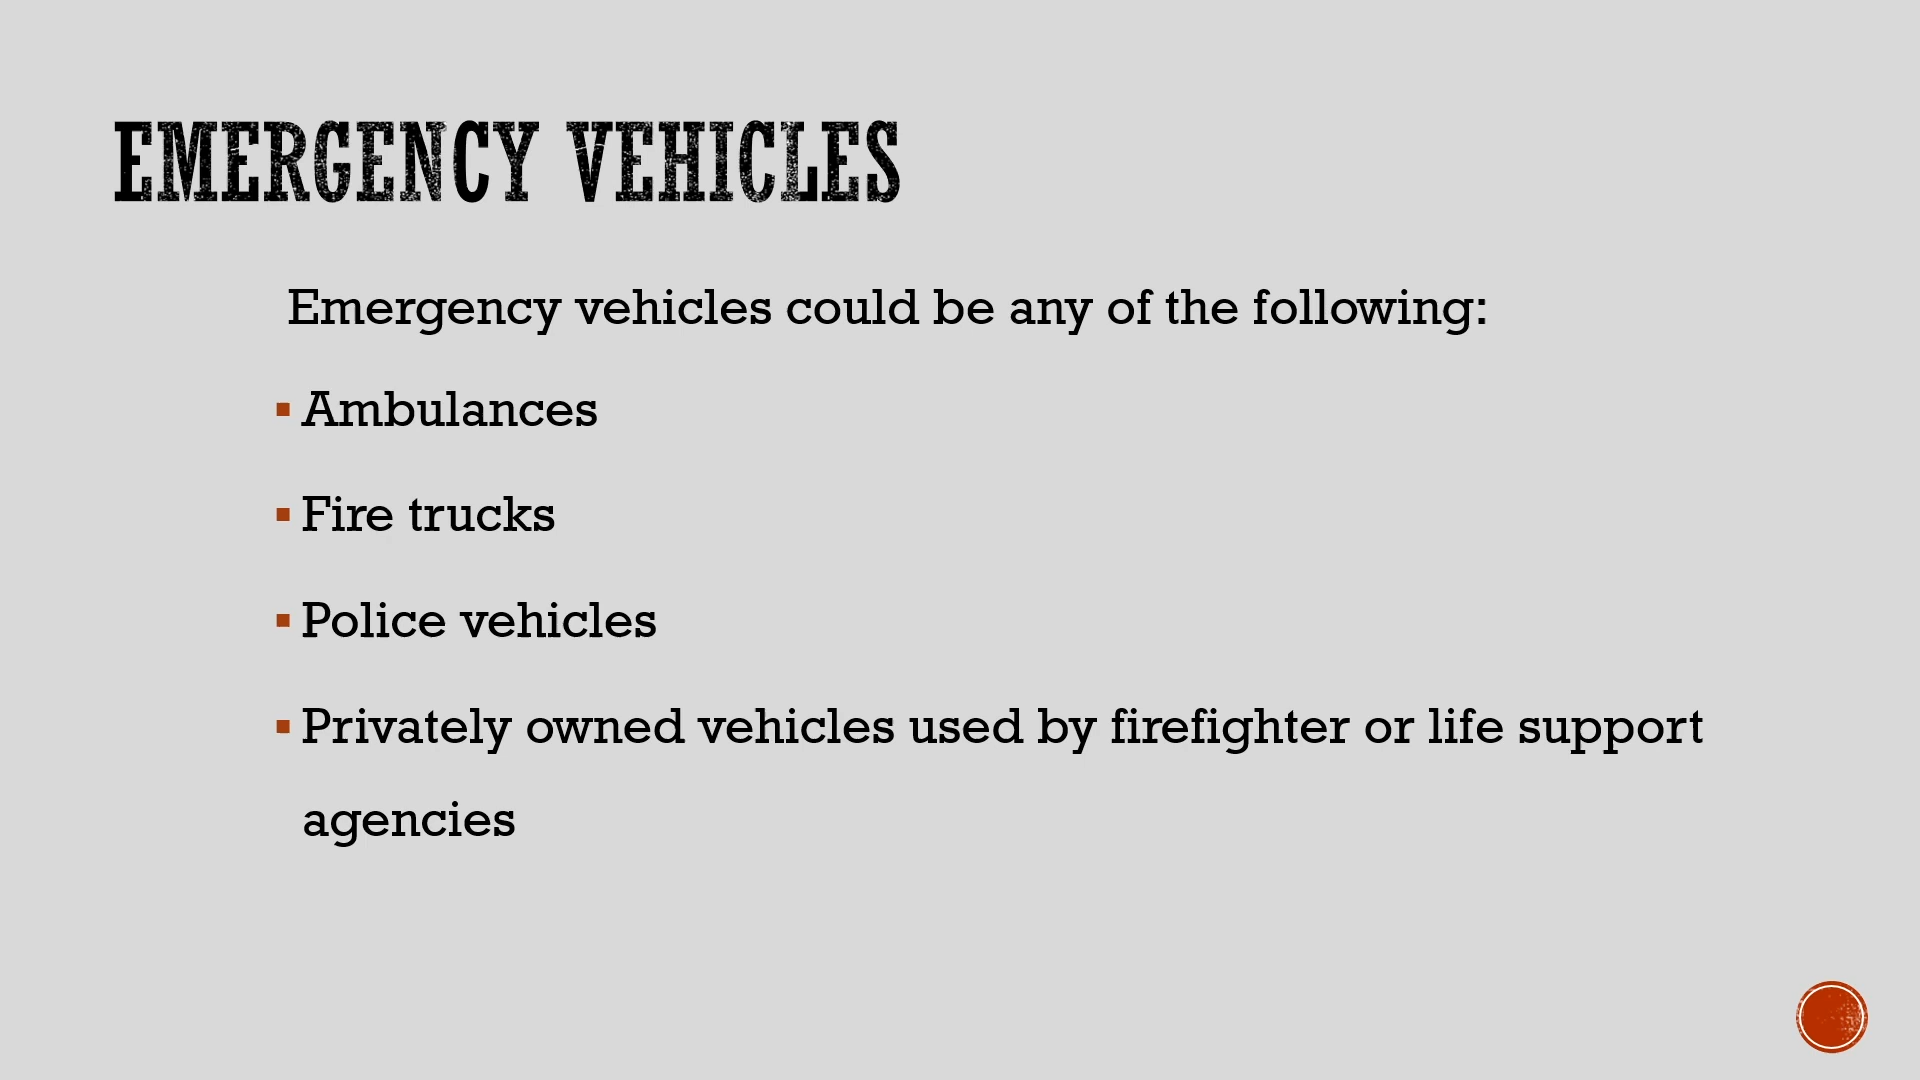 EMERGENCY VEHICLES
Emergency vehicles could be any of the following:
▪ Ambulances
▪ Fire trucks
▪ Police vehicles
▪ Privately owned vehicles used by firefighter or life support
agencies